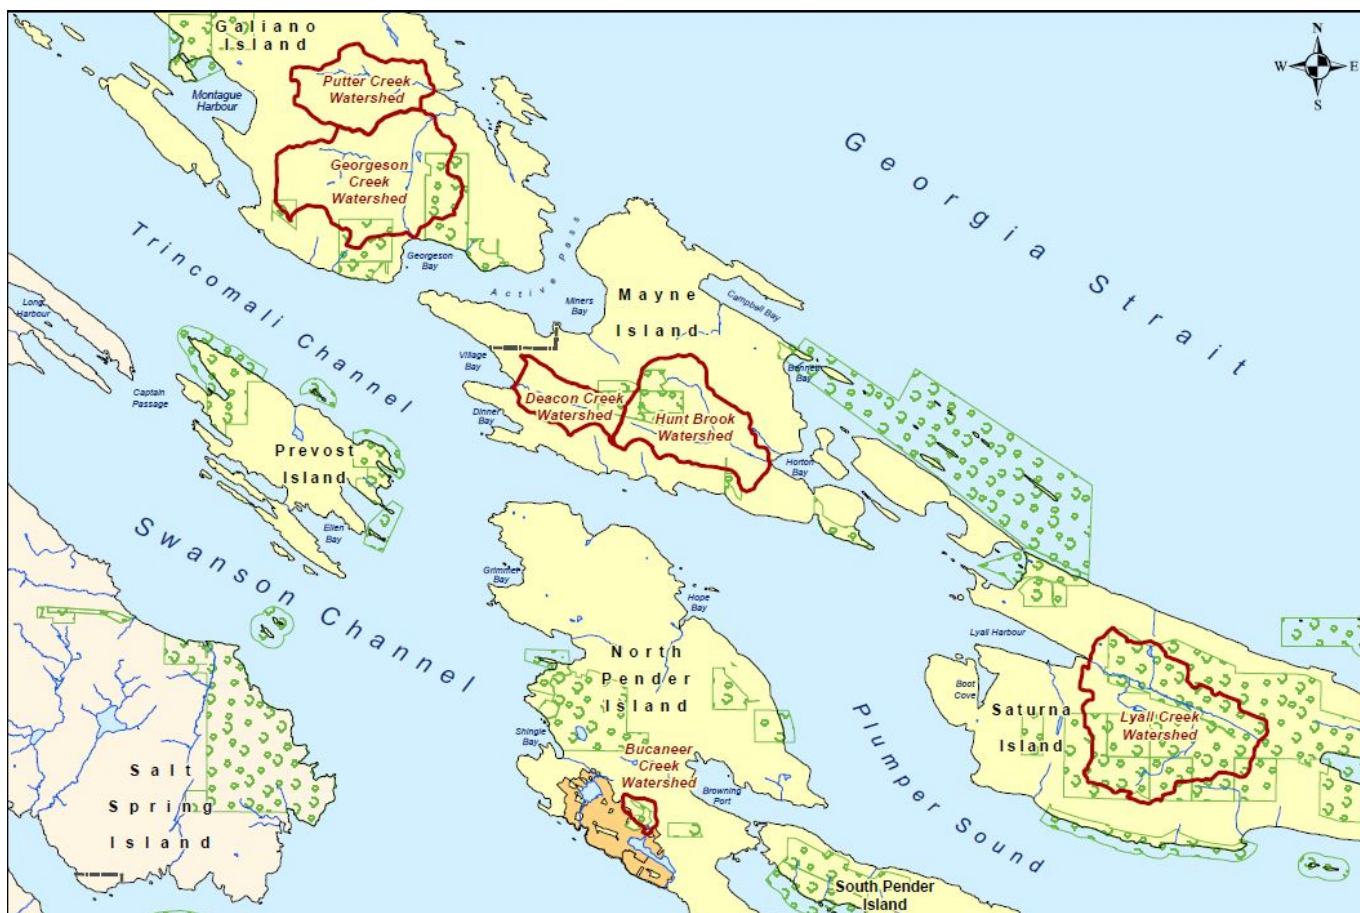 Galiano
Island
N
W
E
S
Putter Creek
Watershed
Montague
Harbour
Georgeson
Creek
Watershed
Georgia Strait
Trincomali Channel
Georgeson
Bay
Active Pass
Miners
Bay
Mayne
Island
Campbell Bay
Long
Harbour
Village
Bay
Bennett
Bay
Captain
Passage
Deacon Creek
Watershed
Dinner
Bay
Hunt Brook
Watershed
Prevost
Island
Horton
Bay
Ellen
Bay
Swanson Channel
Grimmer
Bay
Hope
Bay
Lyall Harbour
North
Pender
Island
Boot
Cove
Saturna
Island
Lyall Creek
Watershed
Shingle
Bay
Plumper Sound
Bucaneer
Creek
Watershed
Browning
Port
Salt
Spring
Island
South Pender
Island